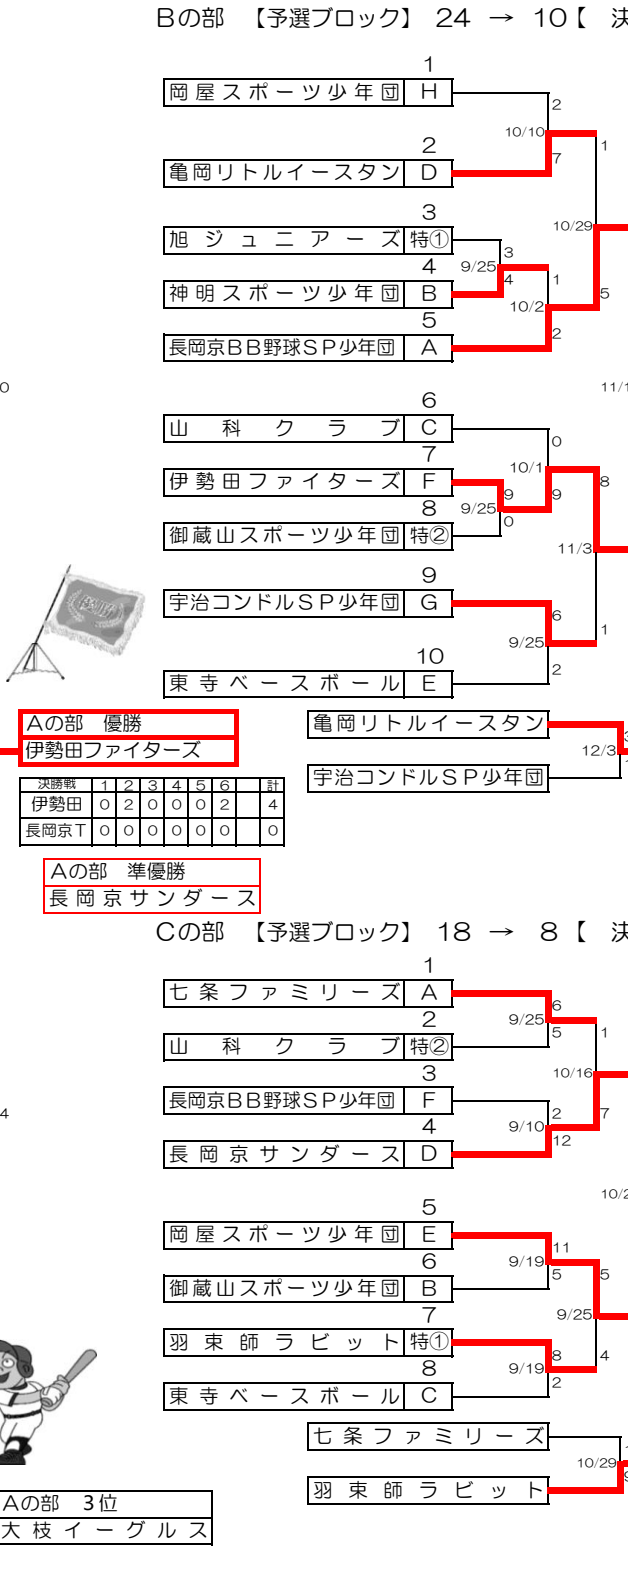 Bの部 【予選ブロック】 24 → 10【 決
1
岡屋スポーツ少年団 H
2
10/10
2
亀岡リトルイースタン D
7
1
3
旭ジュニアーズ 特①
10/29
3
4
9/25
神明スポーツ少年団 B
4
1
5
10/2
5
長岡京BB野球SP少年団 A
2
0
11/1
6
山科クラブ C
0
7
10/1
伊勢田ファイターズ F
9
9
8
8
9/25
御蔵山スポーツ少年団 特②
0
11/3
9
宇治コンドルSP少年団 G
6
1
9/25
10
東寺ベースボール E
2
Aの部 優勝
伊勢田ファイターズ
亀岡リトルイースタン
12/3
宇治コンドルSP少年団
決勝戦 1 2 3 4 5 6 計
伊勢田 0 2 0 0 0 2 4
長岡京T 0 0 0 0 0 0 0
Aの部 準優勝
長岡京サンダース
Cの部 【予選ブロック】 18 → 8【 決
1
七条ファミリーズ A
6
2
9/25
山科クラブ 特②
5
1
3
10/16
長岡京BB野球SP少年団 F
2
7
4
4
9/10
長岡京サンダース D
12
10/2
5
岡屋スポーツ少年団 E
11
6
9/19
御蔵山スポーツ少年団 B
5
5
7
9/25
羽束師ラビット 特①
8
4
8
9/19
東寺ベースボール C
2
七条ファミリーズ
10/29
羽束師ラビット
Aの部 3位
大枝イーグルス